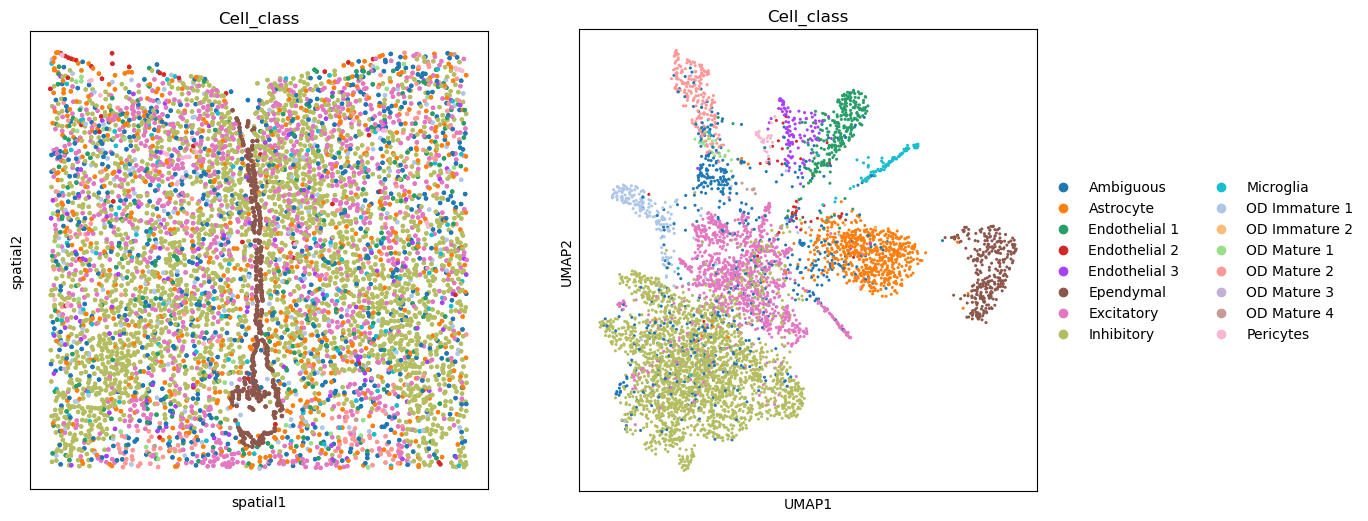 Cell_class
spatial2
spatial1
Cell_class
UMAP2
UMAP1
Ambiguous
Astrocyte
Endothelial 1
Endothelial 2
Endothelial 3
Ependymal
Excitatory
Inhibitory
Microglia
OD Immature 1
OD Immature 2
OD Mature 1
OD Mature 2
OD Mature 3
OD Mature 4
Pericytes